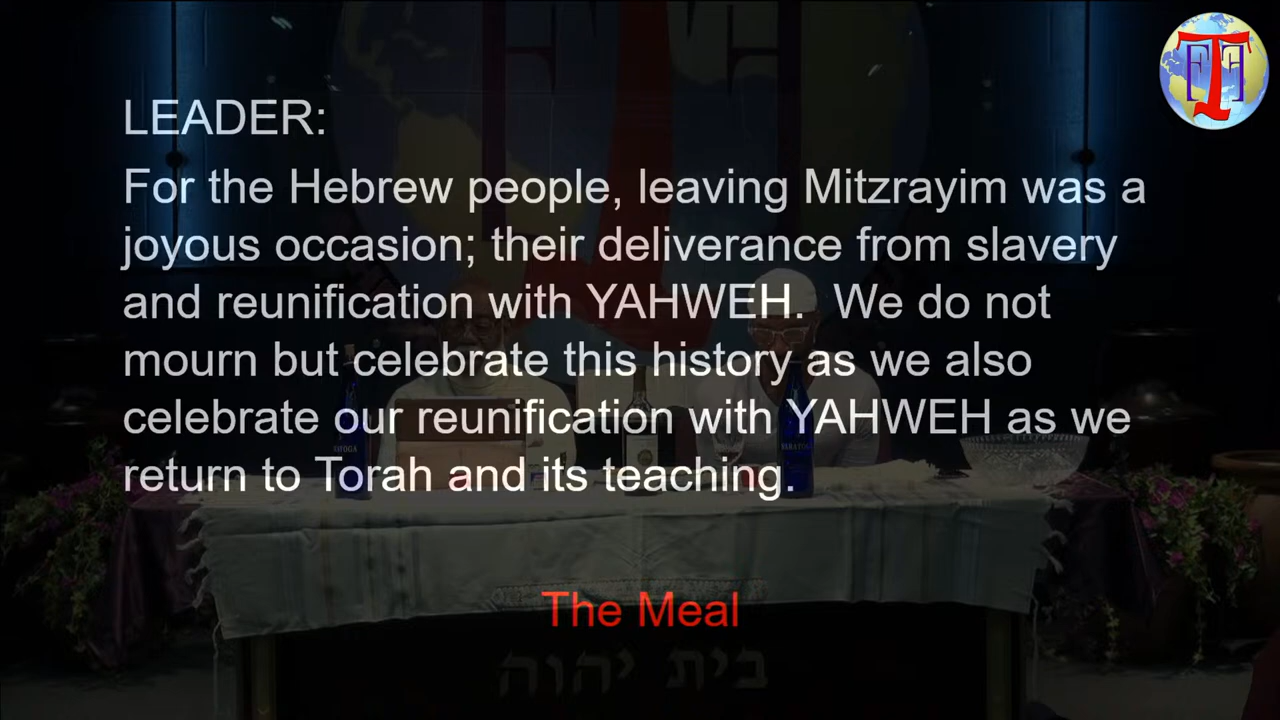 LEADER:
For the Hebrew people, leaving Mitzrayim was a
joyous occasion; their deliverance from slavery
and reunification with YAHWEH.  We do not
mourn but celebrate this history as we also
celebrate our reunification with YAHWEH as we
return to Torah and its teaching.
The Meal
בית יהוה